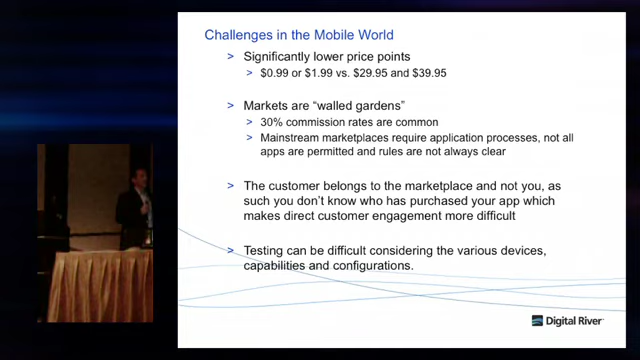 Challenges in the Mobile World
> Significantly lower price points
> $0.99 or $1.99 vs. $29.95 and $39.95
> Markets are “walled gardens”
> 30% commission rates are common
> Mainstream marketplaces require application processes, not all
apps are permitted and rules are not always clear
> The customer belongs to the marketplace and not you, as
such you don’t know who has purchased your app which
makes direct customer engagement more difficult
> Testing can be difficult considering the various devices,
capabilities and configurations.
Digital River